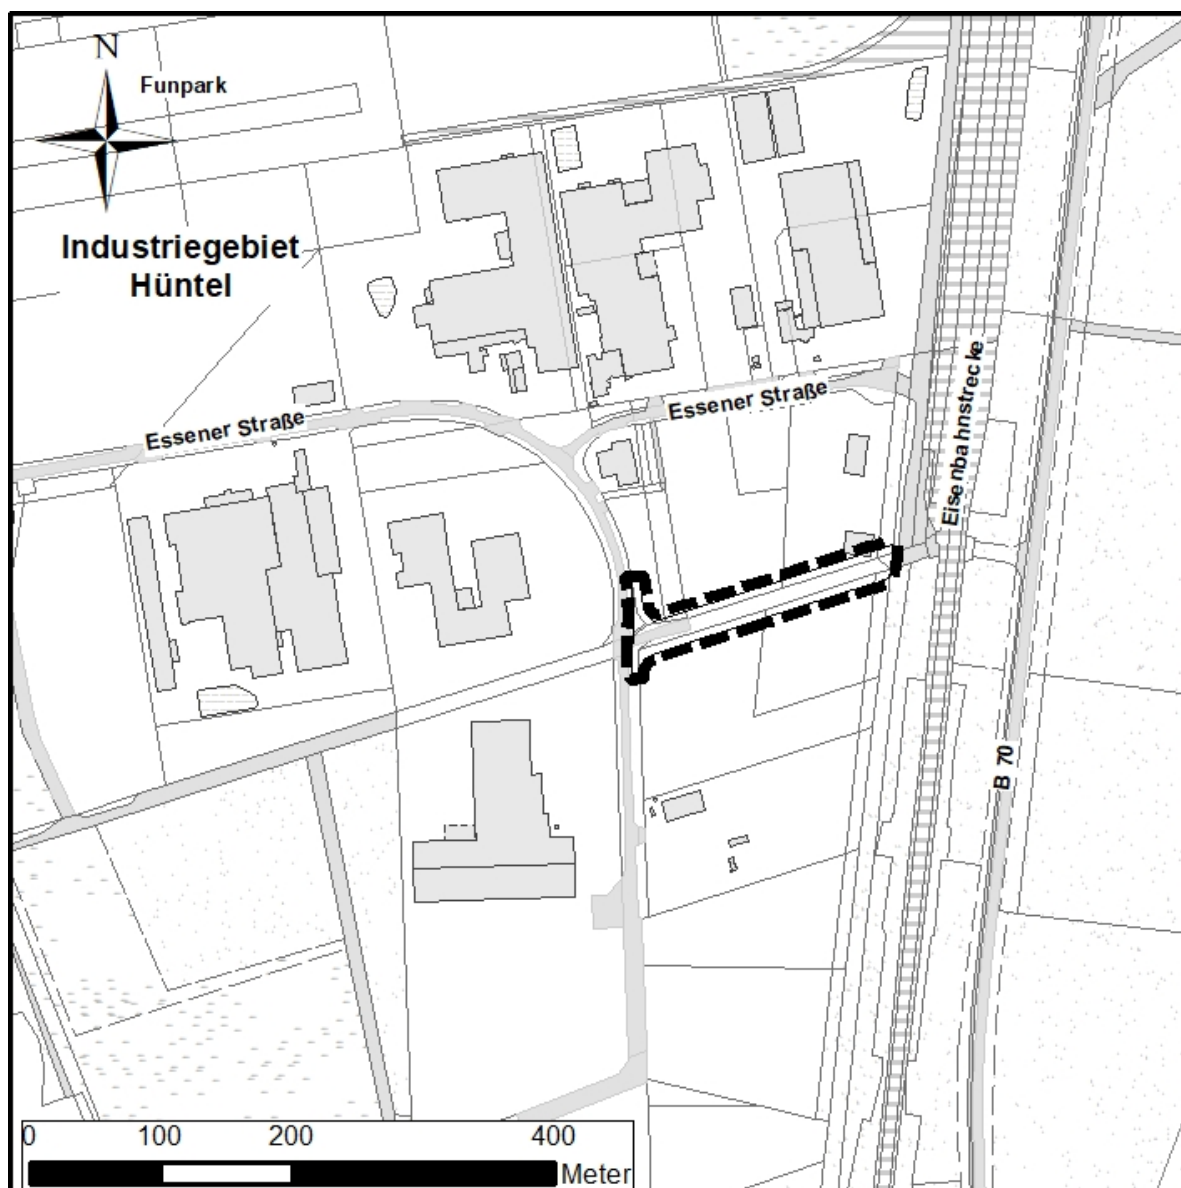 N
Funpark
Industriegebiet
Hüntel
Essener Straße
Essener Straße
Eisenbahnstrecke
B 70
0 100 200 400
Meter